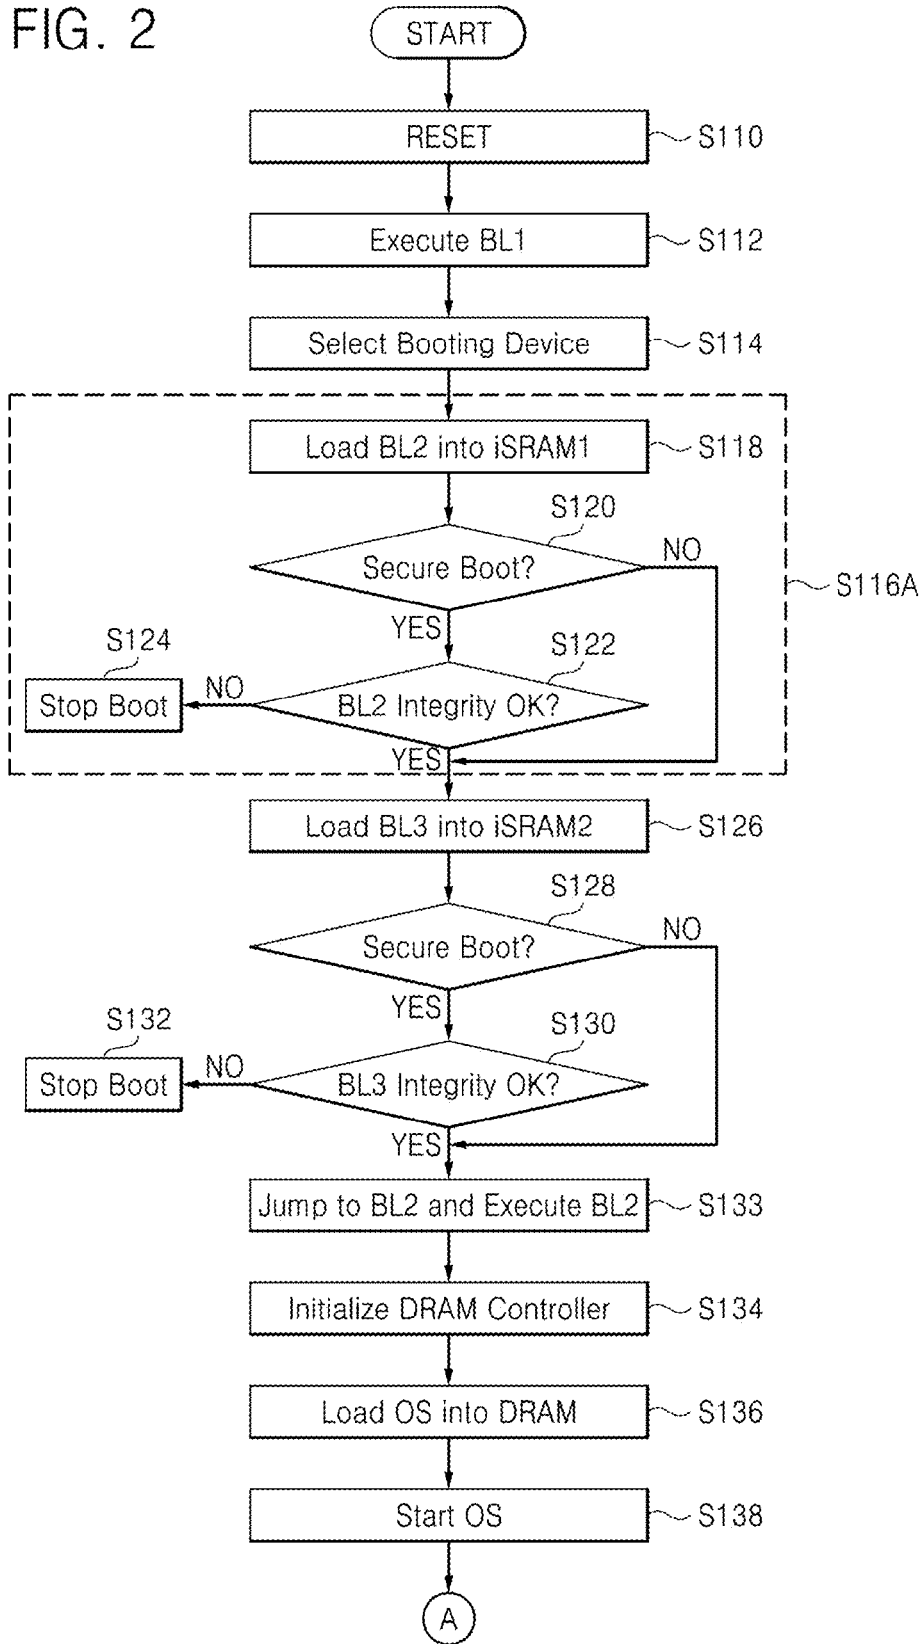 FIG. 2
START
RESET
S110
Execute BL1
S112
Select Booting Device
S114
Load BL2 into iSRAM1
S118
S120
Secure Boot?
NO
S116A
YES
S124
S122
Stop Boot
NO
BL2 Integrity OK?
YES
Load BL3 into iSRAM2
S126
S128
Secure Boot?
NO
YES
S132
S130
Stop Boot
NO
BL3 Integrity OK?
YES
Jump to BL2 and Execute BL2
S133
Initialize DRAM Controller
S134
Load OS into DRAM
S136
Start OS
S138
A